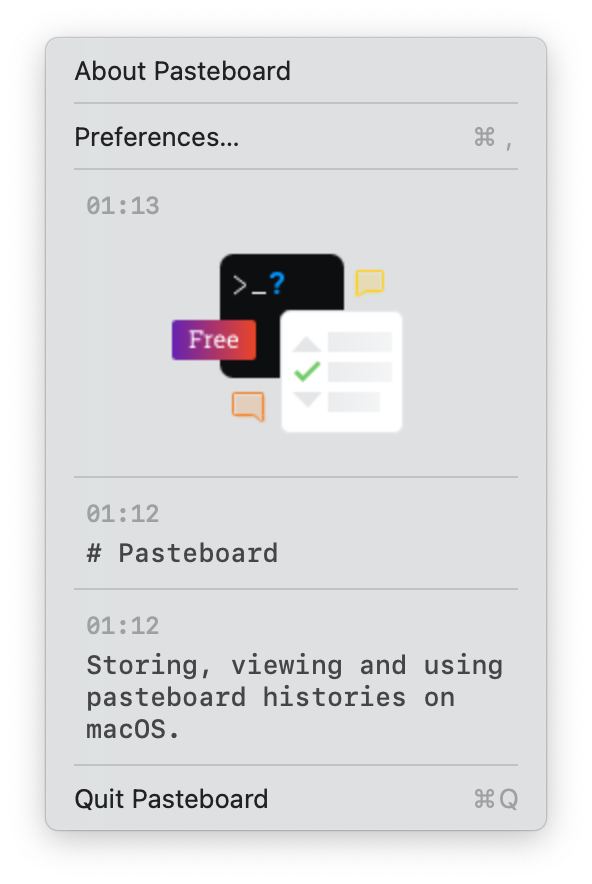 About Pasteboard
Preferences... ⌘ ,
01:13
>_?
Free
01:12
# Pasteboard
01:12
Storing, viewing and using
pasteboard histories on
macOS.
Quit Pasteboard ⌘Q